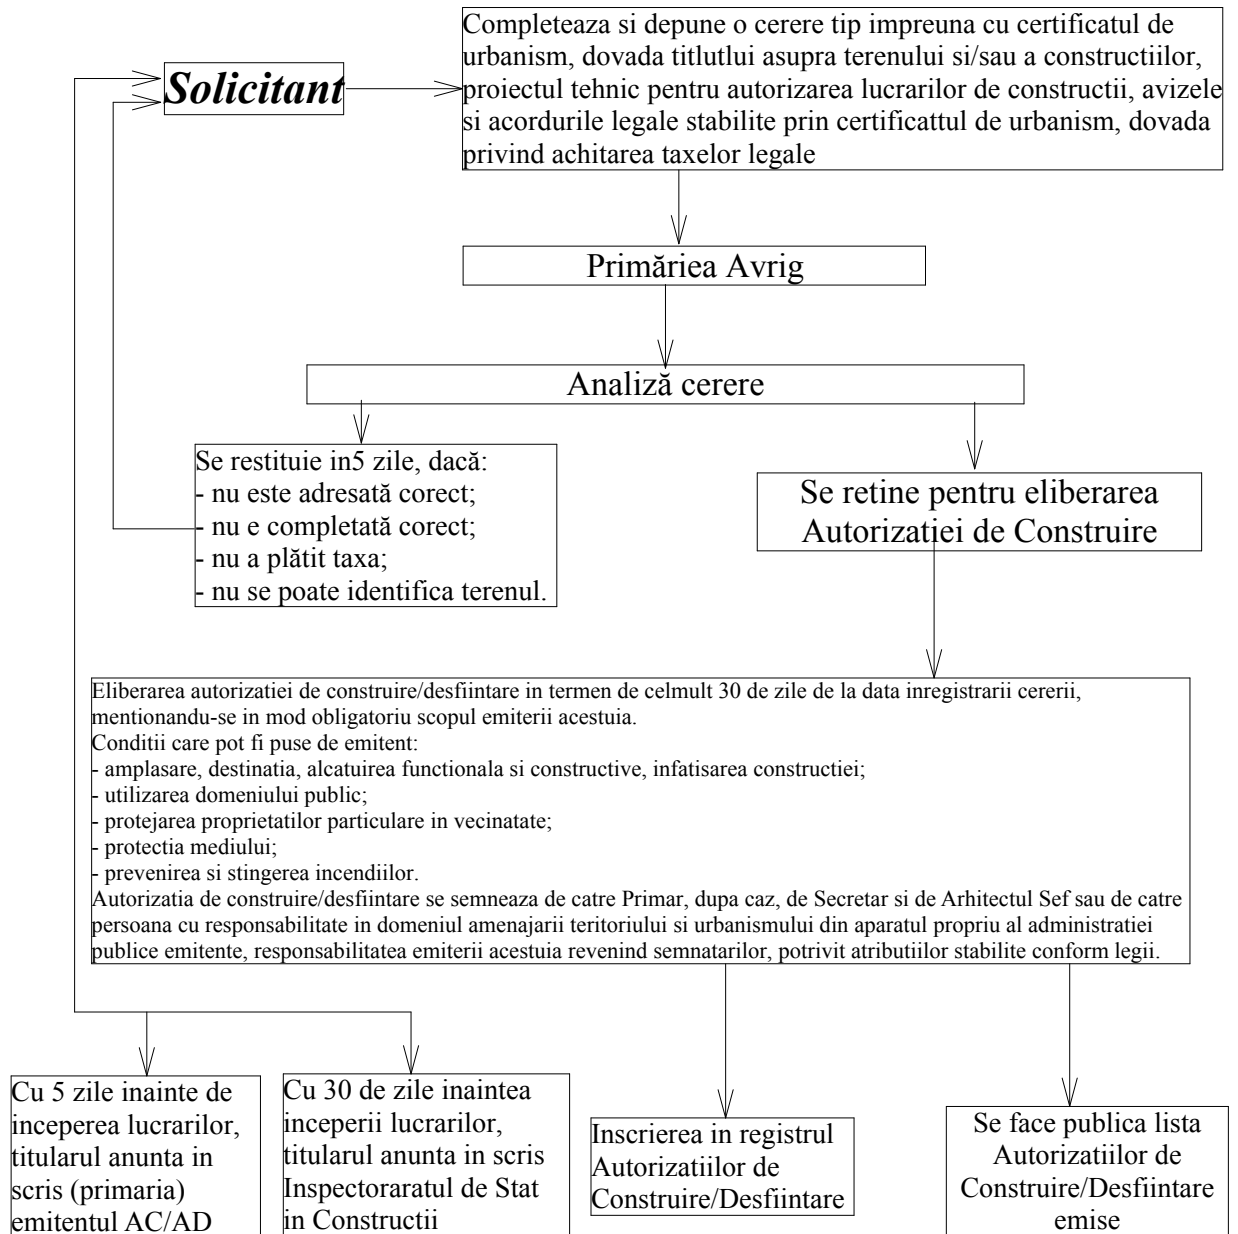 Completeaza si depune o cerere tip impreuna cu certificatul de
urbanism, dovada titlutlui asupra terenului si/sau a constructiilor,
proiectul tehnic pentru autorizarea lucrarilor de constructii, avizele
si acordurile legale stabilite prin certificattul de urbanism, dovada
privind achitarea taxelor legale
Solicitant
Primăriea Avrig
Analiză cerere
Se restituie in5 zile, dacă:
- nu este adresată corect;
- nu e completată corect;
- nu a plătit taxa;
- nu se poate identifica terenul.
Se retine pentru eliberarea
Autorizatiei de Construire
Eliberarea autorizatiei de construire/desfiintare in termen de celmult 30 de zile de la data inregistrarii cererii,
mentionandu-se in mod obligatoriu scopul emiterii acestuia.
Conditii care pot fi puse de emitent:
- amplasare, destinatia, alcatuirea functionala si constructive, infatisarea constructiei;
- utilizarea domeniului public;
- protejarea proprietatilor particulare in vecinatate;
- protectia mediului;
- prevenirea si stingerea incendiilor.
Autorizatia de construire/desfiintare se semneaza de catre Primar, dupa caz, de Secretar si de Arhitectul Sef sau de catre
persoana cu responsabilitate in domeniul amenajarii teritoriului si urbanismului din aparatul propriu al administratiei
publice emitente, responsabilitatea emiterii acestuia revenind semnatarilor, potrivit atributiilor stabilite conform legii.
Cu 5 zile inainte de
inceperea lucrarilor,
titularul anunta in
scris (primaria)
emitentul AC/AD
Cu 30 de zile inaintea
inceperii lucrarilor,
titularul anunta in scris
Inspectoraratul de Stat
in Constructii
Inscrierea in registrul
Autorizatiilor de
Construire/Desfiintare
Se face publica lista
Autorizatiilor de
Construire/Desfiintare
emise